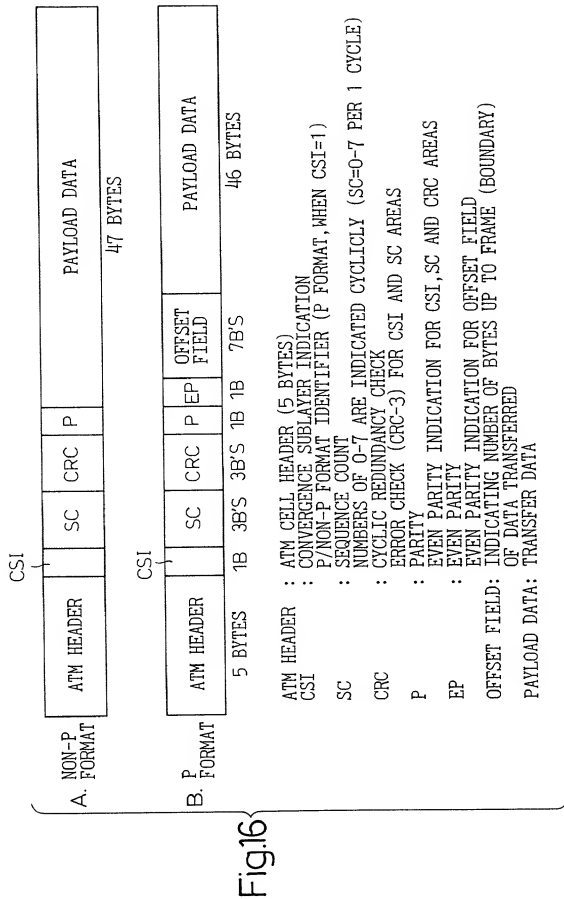 Fig.16
CSI
A. NON-P FORMAT
ATM HEADER SC CRC P PAYLOAD DATA
47 BYTES
CSI
B. P FORMAT
ATM HEADER SC CRC P EP OFFSET FIELD PAYLOAD DATA
5 BYTES 1B 3B'S 3B'S 1B 1B 7B'S 46 BYTES
ATM HEADER : ATM CELL HEADER (5 BYTES)
CSI : CONVERGENCE SUBLAYER INDICATION
P/NON-P FORMAT IDENTIFIER (P FORMAT, WHEN CSI=1)
SC : SEQUENCE COUNT
NUMBERS OF 0-7 ARE INDICATED CYCLICLY (SC=0-7 PER 1 CYCLE)
CRC : CYCLIC REDUNDANCY CHECK
ERROR CHECK (CRC-3) FOR CSI AND SC AREAS
P : PARITY
EVEN PARITY INDICATION FOR CSI,SC AND CRC AREAS
EP : EVEN PARITY
EVEN PARITY INDICATION FOR OFFSET FIELD
OFFSET FIELD: INDICATING NUMBER OF BYTES UP TO FRAME (BOUNDARY)
OF DATA TRANSFERRED
PAYLOAD DATA: TRANSFER DATA